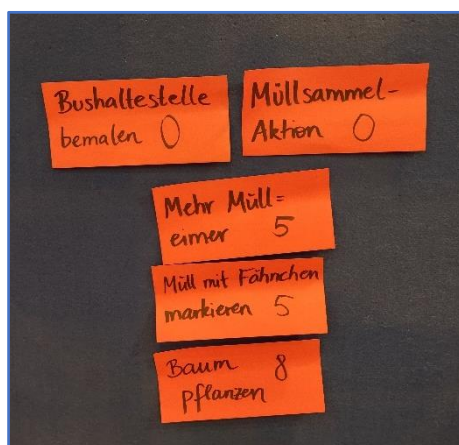 Bushaltestelle
bemalen 0
Müllsammel-
Aktion 0
Mehr Müll=
eimer 5
Müll mit Fähnchen
markieren 5
Baum 8
pflanzen